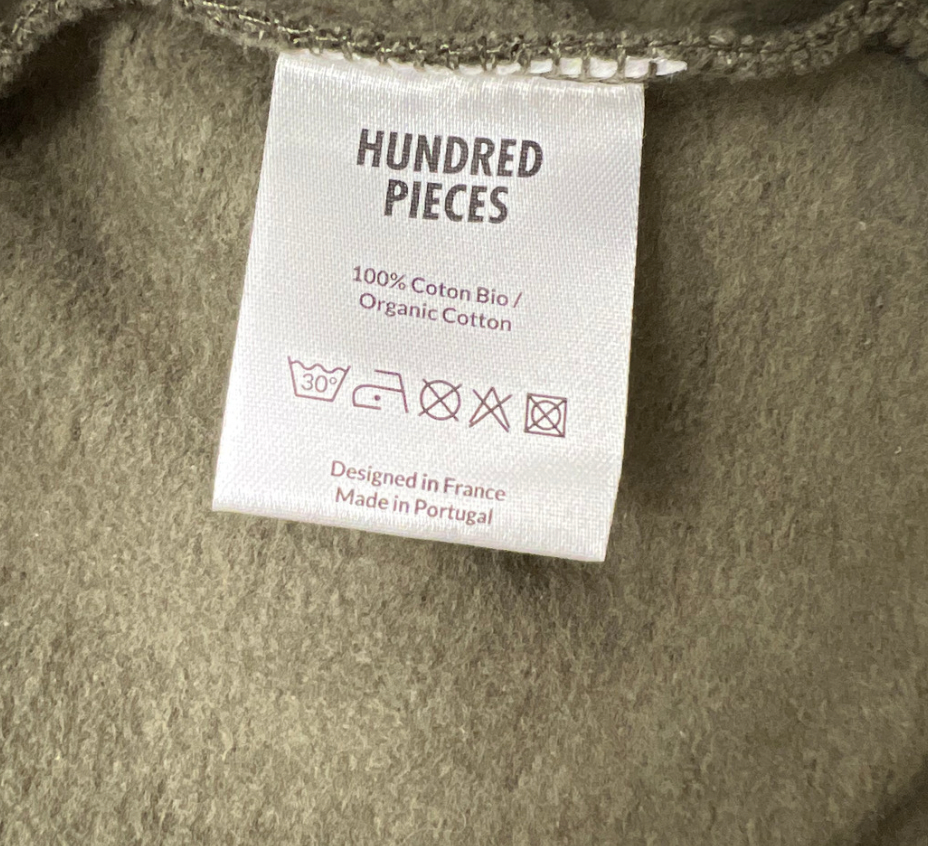 HUNDRED
PIECES
100% Coton Bio /
Organic Cotton
30°
Designed in France
Made in Portugal